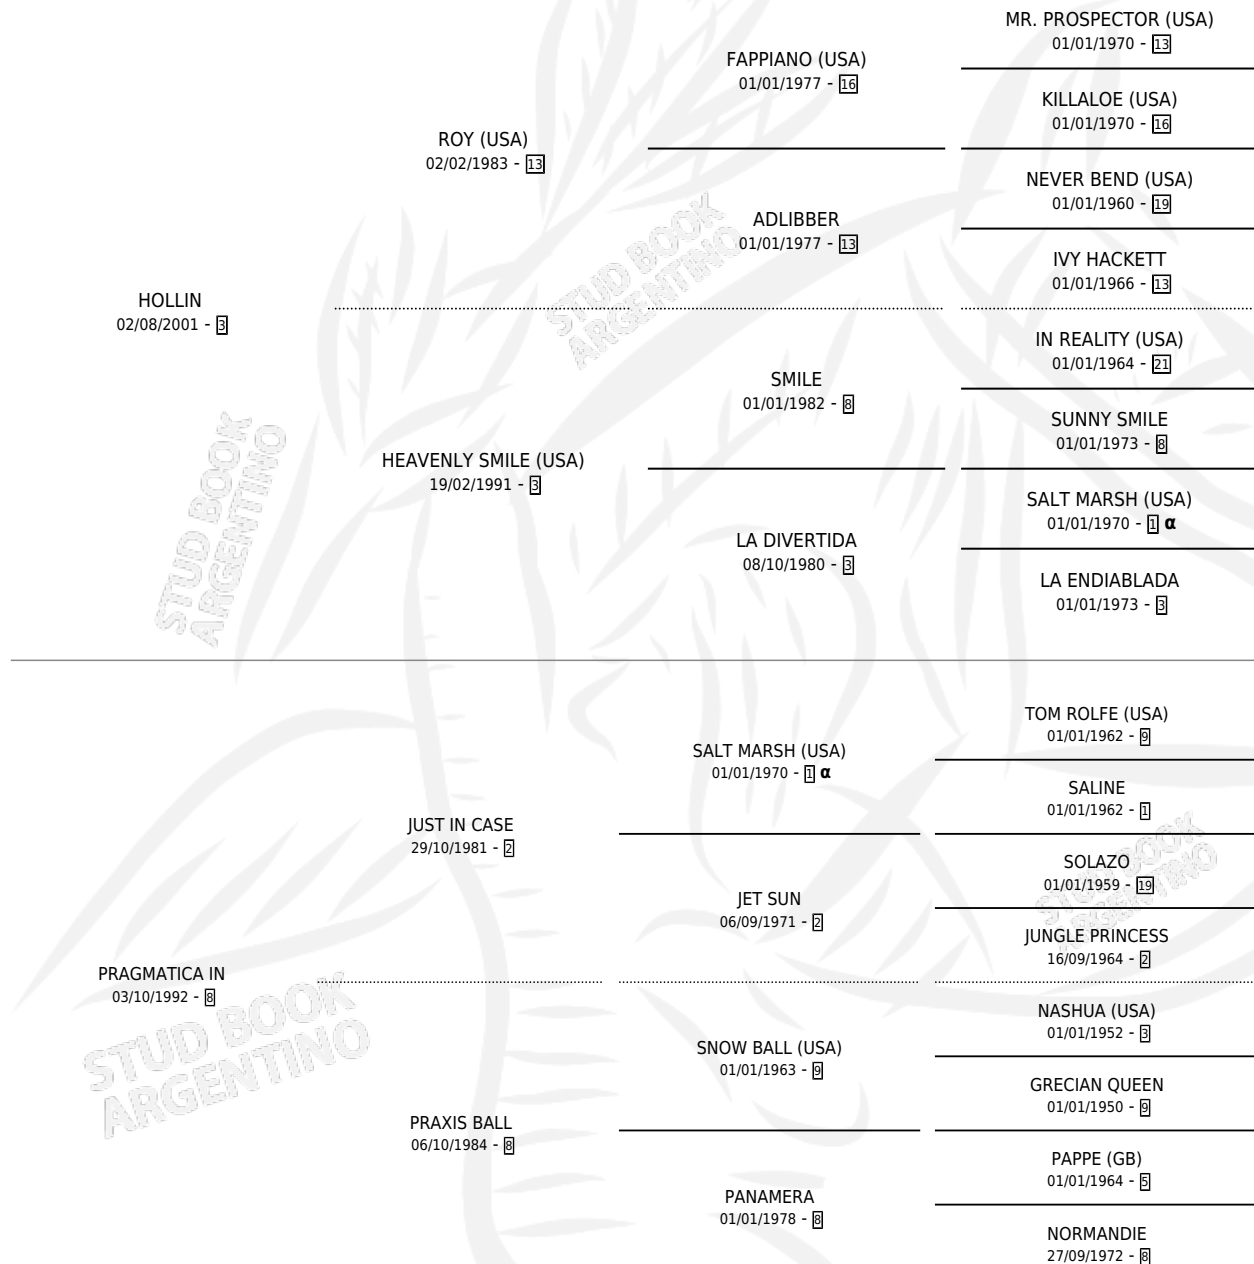 MR. PROSPECTOR (USA)
01/01/1970 - 13
FAPPIANO (USA)
01/01/1977 - 16
KILLALOE (USA)
01/01/1970 - 16
ROY (USA)
02/02/1983 - 13
NEVER BEND (USA)
01/01/1960 - 19
ADLIBBER
01/01/1977 - 13
IVY HACKETT
01/01/1966 - 13
HOLLIN
02/08/2001 - 3
IN REALITY (USA)
01/01/1964 - 21
SMILE
01/01/1982 - 8
SUNNY SMILE
01/01/1973 - 8
HEAVENLY SMILE (USA)
19/02/1991 - 3
SALT MARSH (USA)
01/01/1970 - 1 α
LA DIVERTIDA
08/10/1980 - 3
LA ENDIABLADA
01/01/1973 - 3
TOM ROLFE (USA)
01/01/1962 - 9
SALT MARSH (USA)
01/01/1970 - 1 α
SALINE
01/01/1962 - 1
JUST IN CASE
29/10/1981 - 2
SOLAZO
01/01/1959 - 19
JET SUN
06/09/1971 - 2
JUNGLE PRINCESS
16/09/1964 - 2
PRAGMATICA IN
03/10/1992 - 8
NASHUA (USA)
01/01/1952 - 3
SNOW BALL (USA)
01/01/1963 - 9
GRECIAN QUEEN
01/01/1950 - 9
PRAXIS BALL
06/10/1984 - 8
PAPPE (GB)
01/01/1964 - 5
PANAMERA
01/01/1978 - 8
NORMANDIE
27/09/1972 - 8
STUD BOOK
ARGENTINO
STUD BOOK
ARGENTINO
STUD BOOK
ARGENTINO
STUD BOOK
ARGENTINO